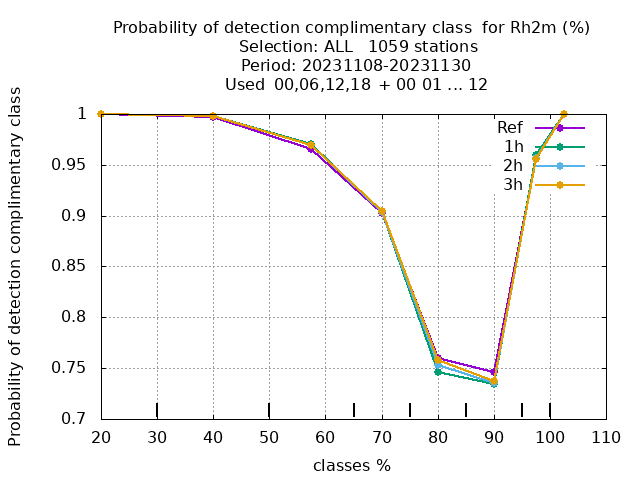 Probability of detection complimentary class  for Rh2m (%)
Selection: ALL   1059 stations
Period: 20231108-20231130
Used  00,06,12,18  + 00 01 ... 12
Probability of detection complimentary class
1
0.95
0.9
0.85
0.8
0.75
0.7
Ref
1h
2h
3h
20 30 40 50 60 70 80 90 100 110
classes %